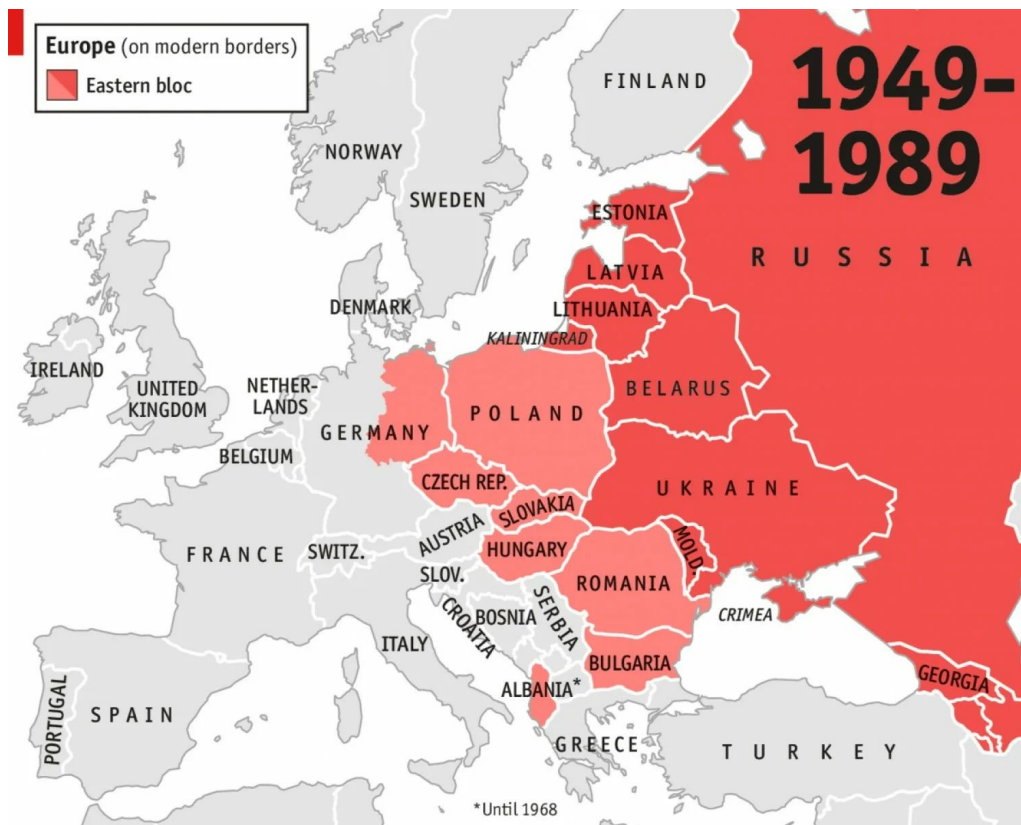 Europe (on modern borders)
Eastern bloc
1949-
1989
FINLAND
NORWAY
SWEDEN
ESTONIA
RUSSIA
LATVIA
DENMARK
LITHUANIA
KALININGRAD
IRELAND
UNITED
KINGDOM
NETHER-
LANDS
BELARUS
POLAND
GERMANY
BELGIUM
CZECH REP.
UKRAINE
SLOVAKIA
AUSTRIA
FRANCE
SWITZ.
HUNGARY
MOLD.
SLOV.
ROMANIA
CROATIA
BOSNIA
SERBIA
CRIMEA
ITALY
BULGARIA
GEORGIA
ALBANIA*
PORTUGAL
SPAIN
GREECE
TURKEY
*Until 1968